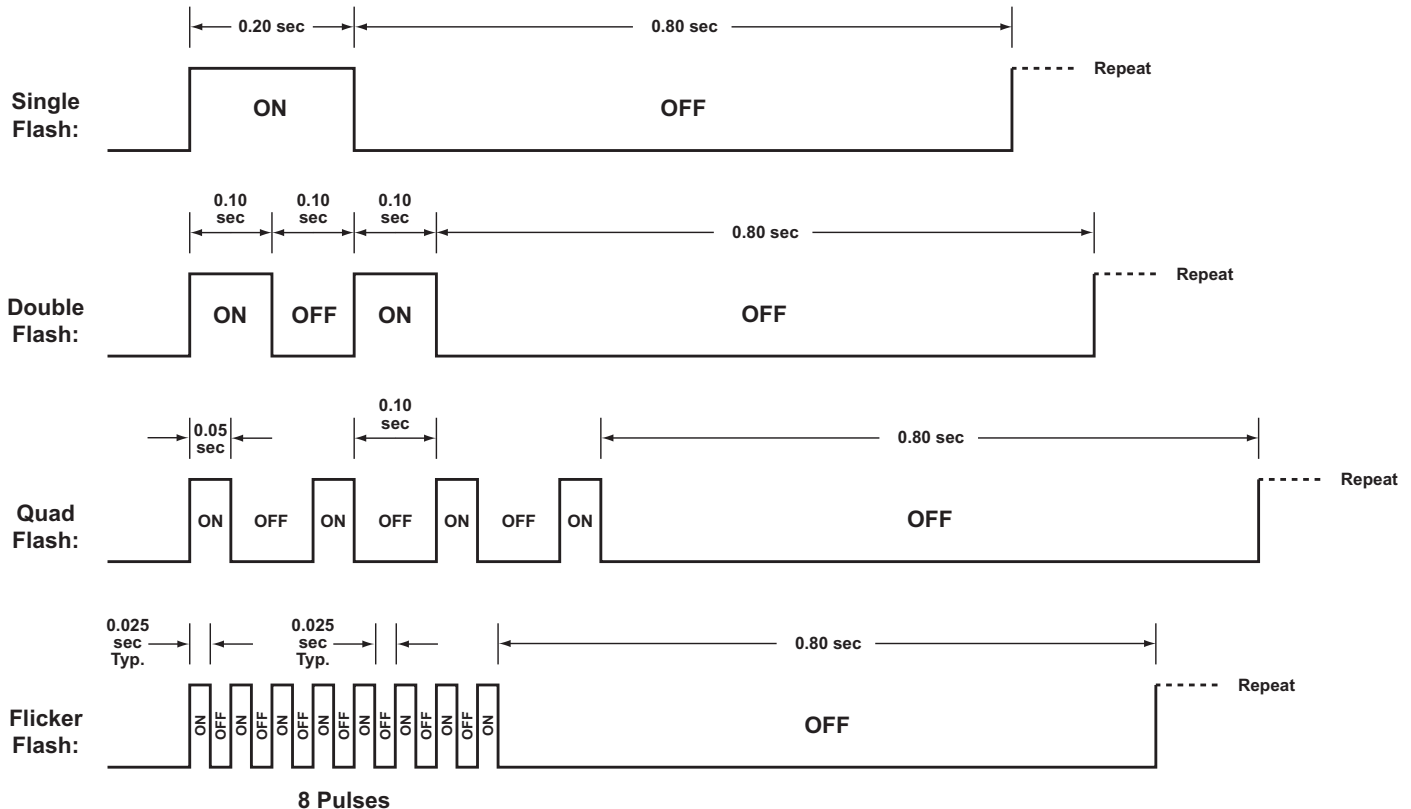 0.20 sec
0.80 sec
Repeat
Single
Flash:
ON
OFF
0.10
sec
0.10
sec
0.10
sec
0.80 sec
Repeat
Double
Flash:
ON
OFF
ON
OFF
0.05
sec
0.10
sec
0.80 sec
Repeat
Quad
Flash:
ON
OFF
ON
OFF
ON
OFF
ON
OFF
0.025
sec
Typ.
0.025
sec
Typ.
0.80 sec
Repeat
Flicker
Flash:
ON
OFF
ON
OFF
ON
OFF
ON
OFF
ON
OFF
ON
OFF
ON
OFF
ON
OFF
8 Pulses